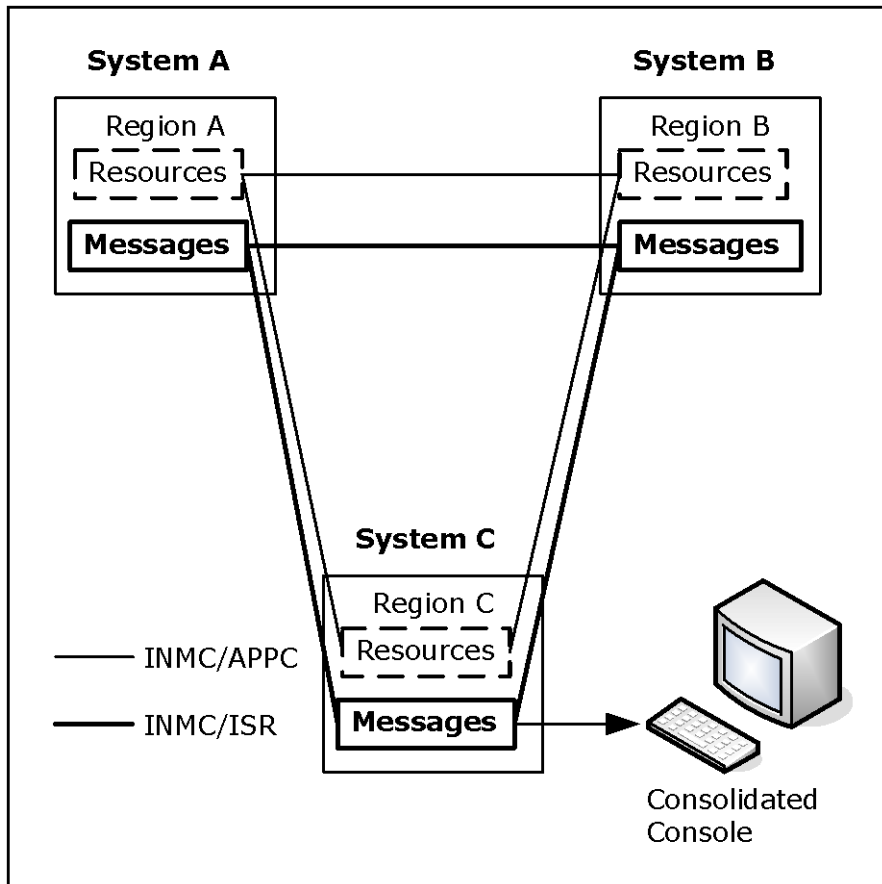 System A
System B
Region A
Region B
Resources
Resources
Messages
Messages
System C
Region C
Resources
INMC/APPC
Messages
INMC/ISR
Consolidated
Console